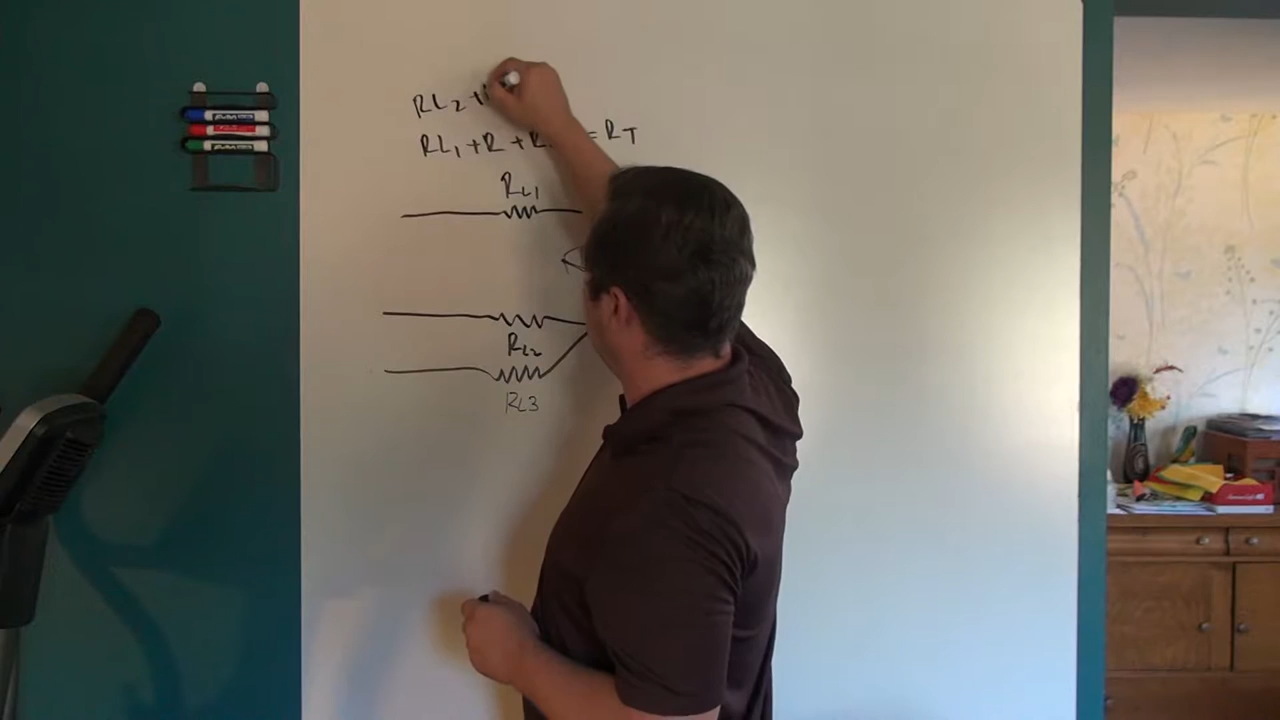 RL2 +
RL1 + R + R = RT
RL1
RL2
RL3